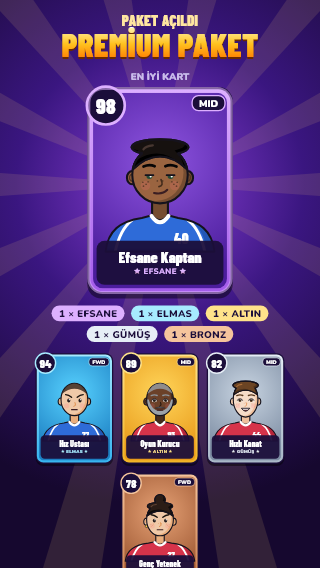 PAKET AÇILDI
PREMİUM PAKET
EN İYİ KART
98
MID
Efsane Kaptan
★ EFSANE ★
1 × EFSANE
1 × ELMAS
1 × ALTIN
1 × GÜMÜŞ
1 × BRONZ
94
FWD
Hız Ustası
★ ELMAS ★
89
MID
Oyun Kurucu
★ ALTIN ★
82
MID
Hızlı Kanat
★ GÜMÜŞ ★
76
FWD
Genç Yetenek